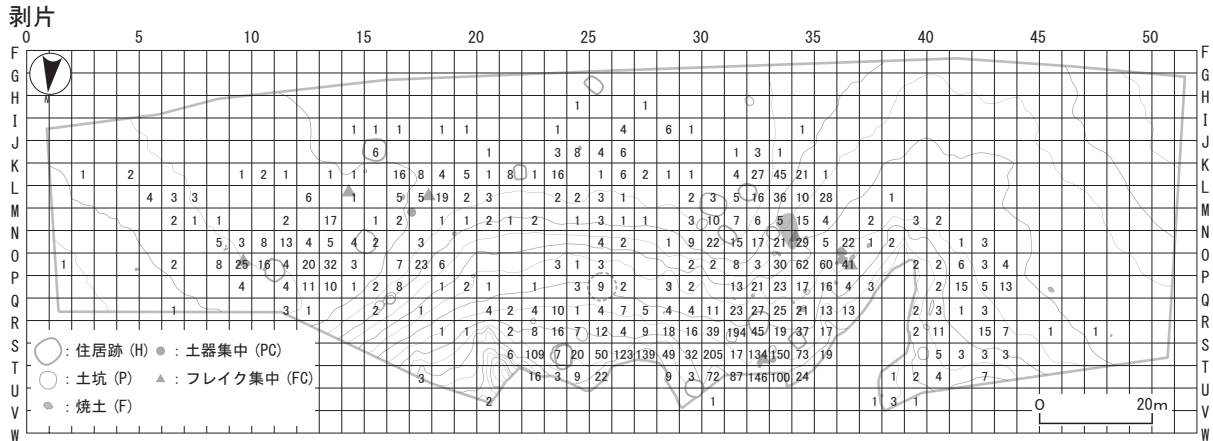 剥片
0 5 10 15 20 25 30 35 40 45 50
F F
G G
H 1 1 H
I 1 1 1 1 1 1 4 6 1 1 I
J 6 1 3 8 4 6 1 3 1 J
K 1 2 1 2 1 1 1 16 8 4 5 1 8 1 16 1 6 2 1 1 4 27 45 21 1 K
L 4 3 3 6 1 5 5 19 2 3 2 2 3 1 2 3 5 16 36 10 28 1 L
M 2 1 1 2 17 1 2 1 1 2 1 2 1 3 1 1 3 10 7 6 5 15 4 2 3 2 M
N 5 3 8 13 4 5 4 2 3 4 2 1 9 22 15 17 21 29 5 22 1 2 1 3 N
O 1 2 8 25 16 4 20 32 3 7 23 6 3 1 3 2 2 8 3 30 62 60 41 2 2 6 3 3 O
P 4 4 11 10 1 2 8 1 2 1 1 3 9 2 3 2 13 21 23 17 16 4 3 2 15 5 13 P
Q 1 3 1 2 1 4 2 4 10 1 4 7 5 4 4 11 23 27 25 21 13 13 2 3 1 3 Q
R 1 1 2 8 16 7 12 4 9 18 16 39 194 45 19 37 17 2 11 15 7 1 1 R
S 6 109 7 20 50 123 139 49 32 205 17 134 150 73 19 5 3 3 3 S
T 3 16 3 9 22 9 3 72 87 146 100 24 1 2 4 7 T
U 2 1 1 3 1 U
V V
W W
N
：住居跡 (H) ：土器集中 (PC)
：土坑 (P) ：フレイク集中 (FC)
：焼土 (F)
0 20m